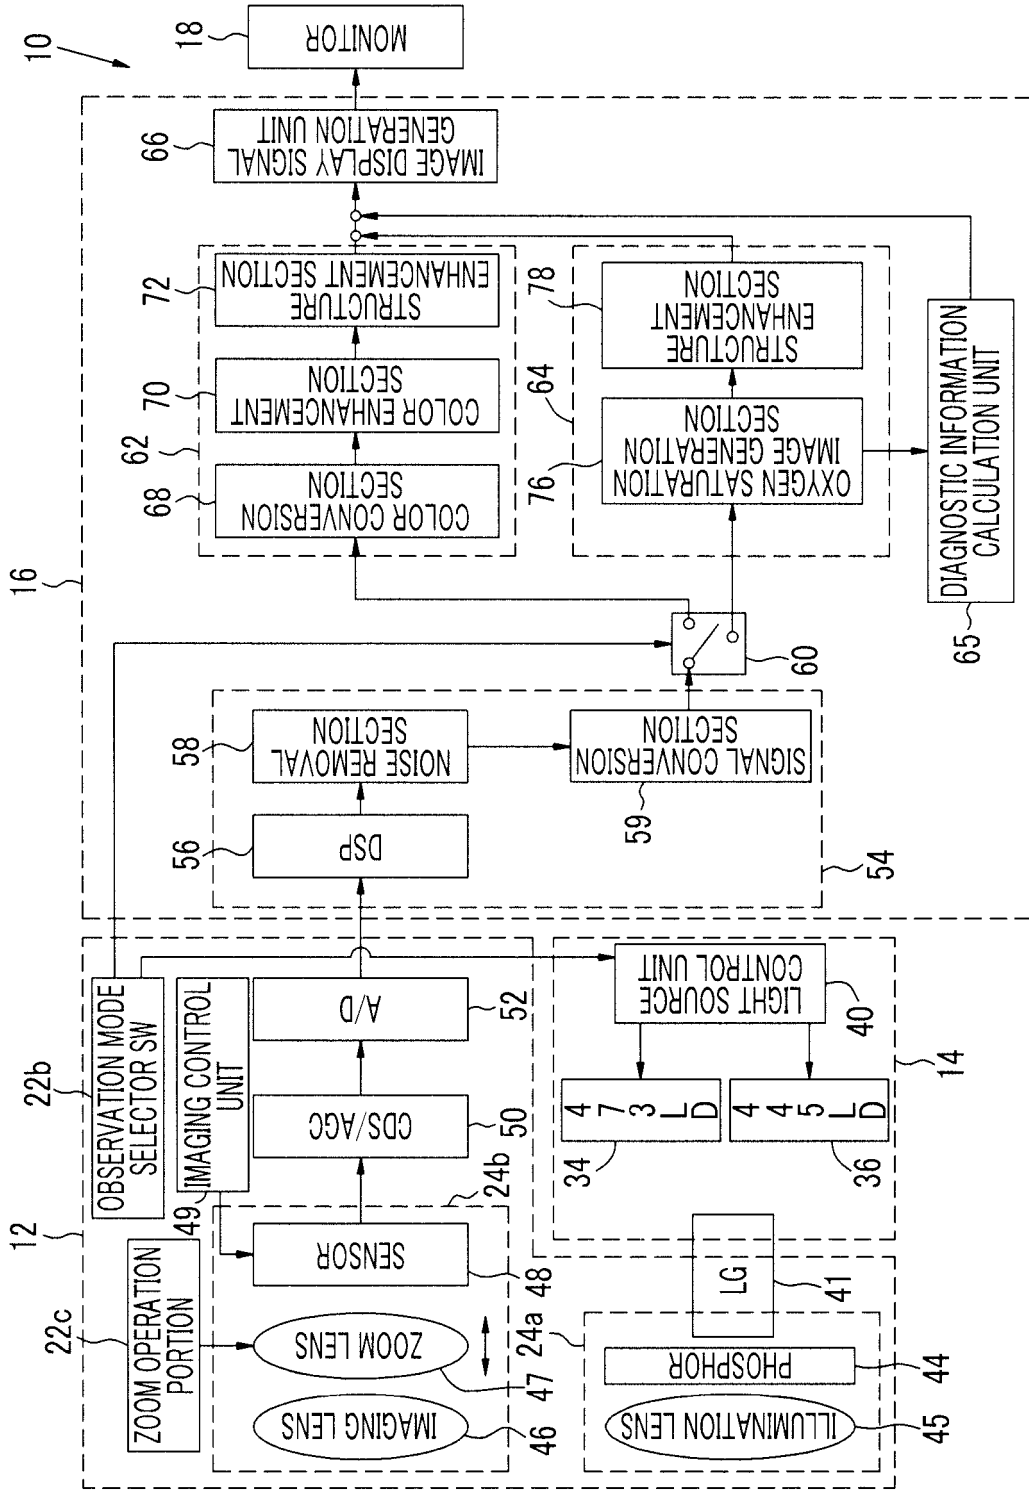 10
12
22c
ZOOM OPERATION
PORTION
22b
OBSERVATION MODE
SELECTOR SW
49
IMAGING CONTROL
UNIT
24b
IMAGING LENS
46
ZOOM LENS
47
SENSOR
48
CDS/AGC
50
A/D
52
24a
ILLUMINATION LENS
45
PHOSPHOR
44
LG
41
14
34
473LD
36
445LD
LIGHT SOURCE
CONTROL UNIT
40
16
54
56
DSP
58
NOISE REMOVAL
SECTION
59
SIGNAL CONVERSION
SECTION
60
62
68
COLOR CONVERSION
SECTION
70
COLOR ENHANCEMENT
SECTION
72
STRUCTURE
ENHANCEMENT SECTION
64
76
OXYGEN SATURATION
IMAGE GENERATION
SECTION
78
STRUCTURE
ENHANCEMENT
SECTION
65
DIAGNOSTIC INFORMATION
CALCULATION UNIT
66
IMAGE DISPLAY SIGNAL
GENERATION UNIT
18
MONITOR